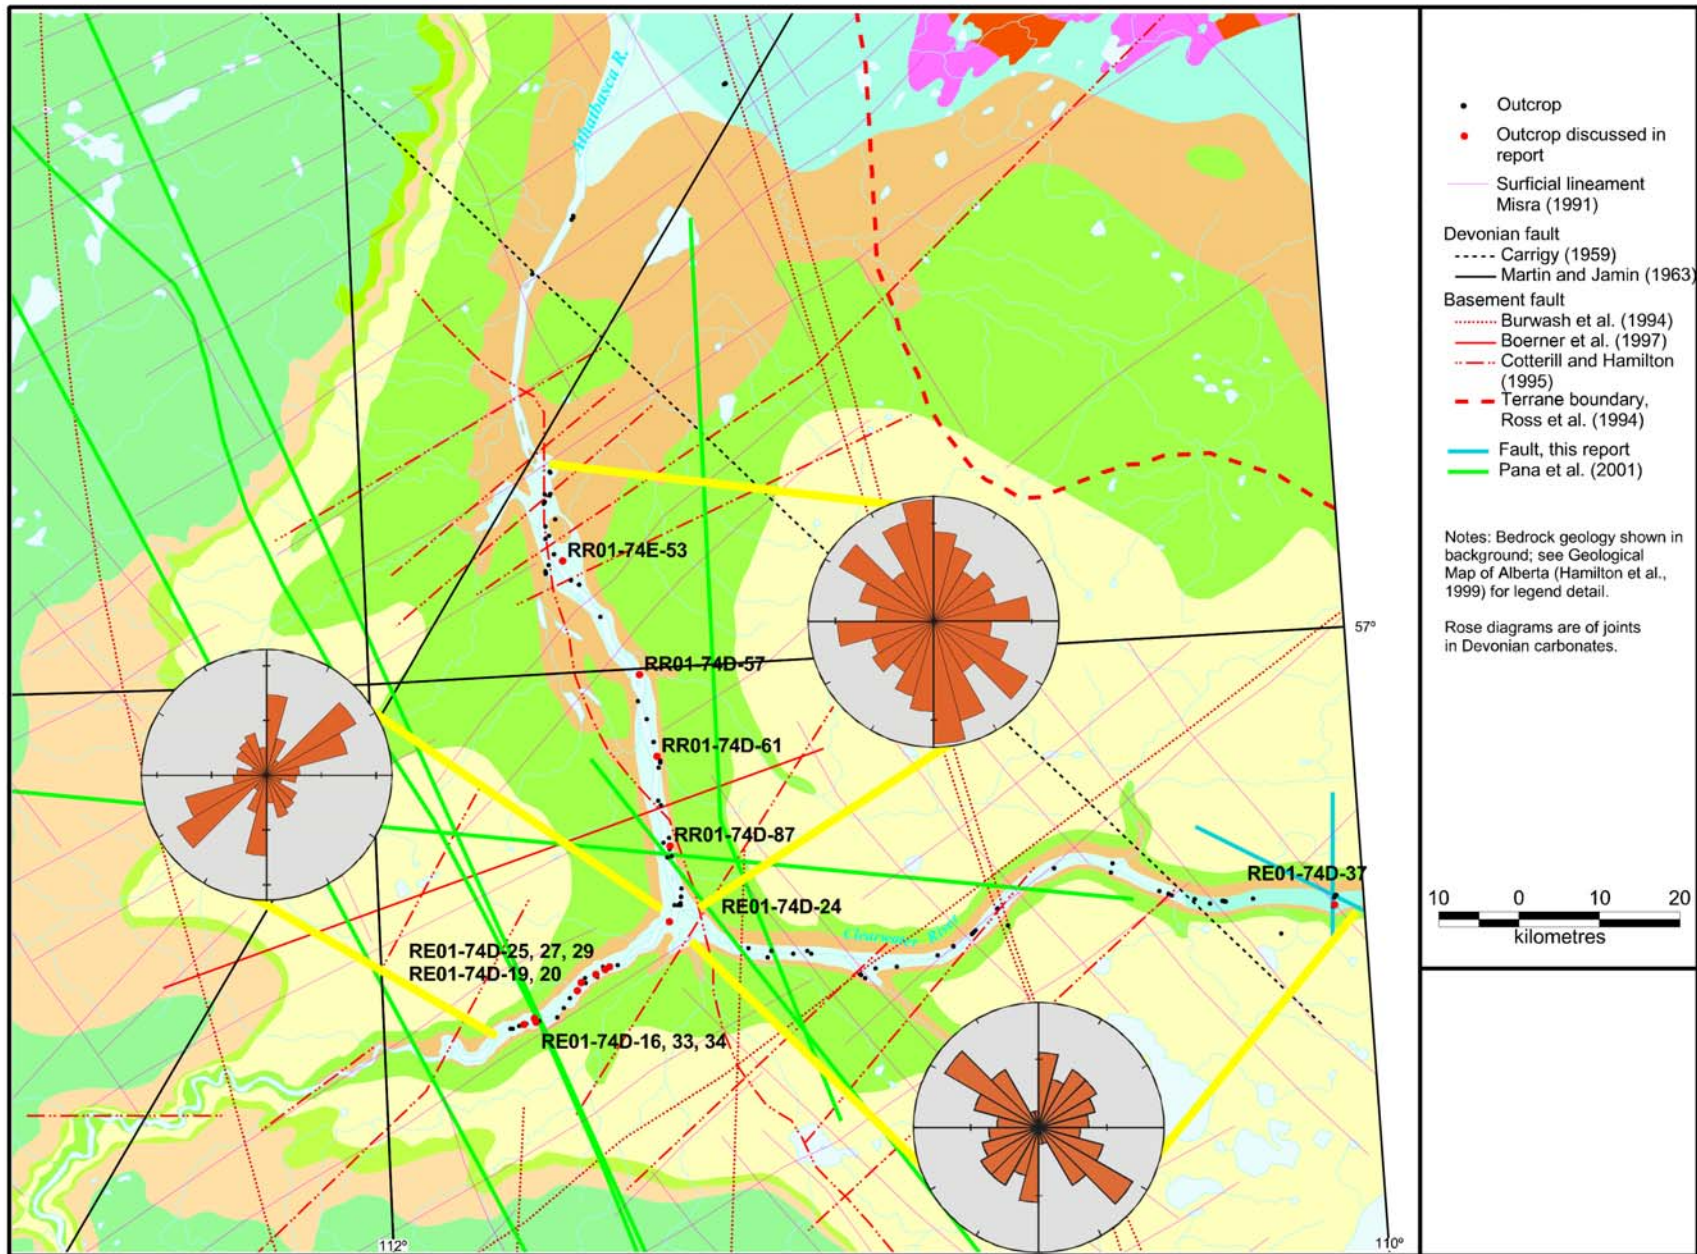 Athabasca R.
RR01-74E-53
RR01-74D-57
RR01-74D-61
RR01-74D-87
RE01-74D-24
RE01-74D-37
Clearwater River
RE01-74D-25, 27, 29
RE01-74D-19, 20
RE01-74D-16, 33, 34
57º
112º
110º
Outcrop
Outcrop discussed in
report
Surficial lineament
Misra (1991)
Devonian fault
Carrigy (1959)
Martin and Jamin (1963)
Basement fault
Burwash et al. (1994)
Boerner et al. (1997)
Cotterill and Hamilton
(1995)
Terrane boundary,
Ross et al. (1994)
Fault, this report
Pana et al. (2001)
Notes: Bedrock geology shown in
background; see Geological
Map of Alberta (Hamilton et al.,
1999) for legend detail.
Rose diagrams are of joints
in Devonian carbonates.
10 0 10 20
kilometres